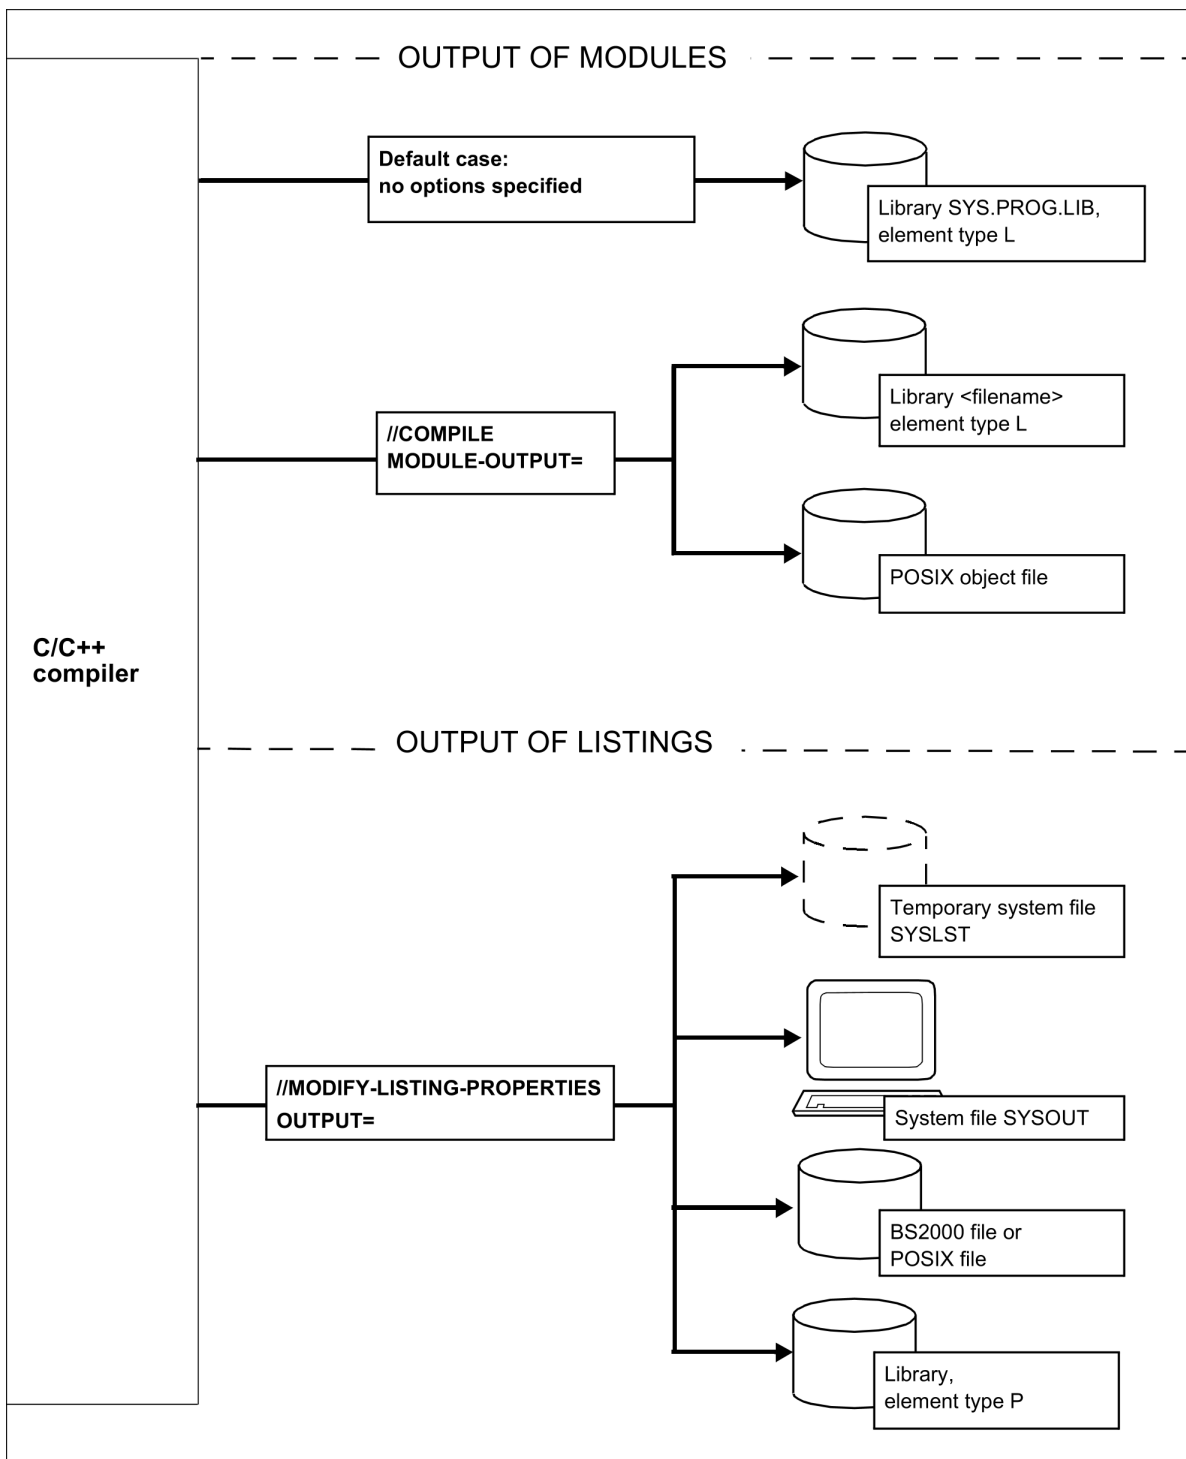 OUTPUT OF MODULES
Default case:
no options specified
Library SYS.PROG.LIB,
element type L
Library <filename>
element type L
//COMPILE
MODULE-OUTPUT=
POSIX object file
C/C++
compiler
OUTPUT OF LISTINGS
Temporary system file
SYSLST
//MODIFY-LISTING-PROPERTIES
OUTPUT=
System file SYSOUT
BS2000 file or
POSIX file
Library,
element type P